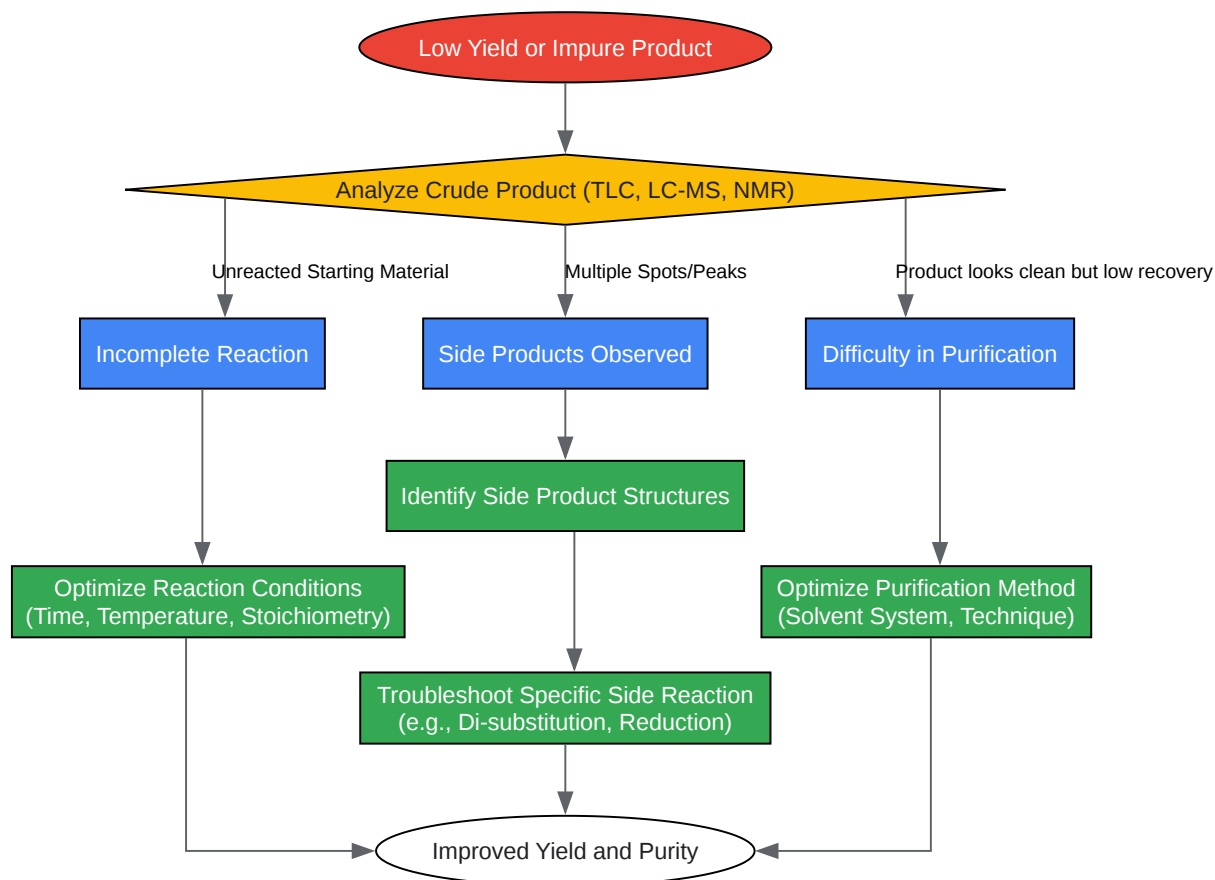 Low Yield or Impure Product
Analyze Crude Product (TLC, LC-MS, NMR)
Unreacted Starting Material
Multiple Spots/Peaks
Product looks clean but low recovery
Incomplete Reaction
Side Products Observed
Difficulty in Purification
Identify Side Product Structures
Optimize Reaction Conditions
(Time, Temperature, Stoichiometry)
Optimize Purification Method
(Solvent System, Technique)
Troubleshoot Specific Side Reaction
(e.g., Di-substitution, Reduction)
Improved Yield and Purity